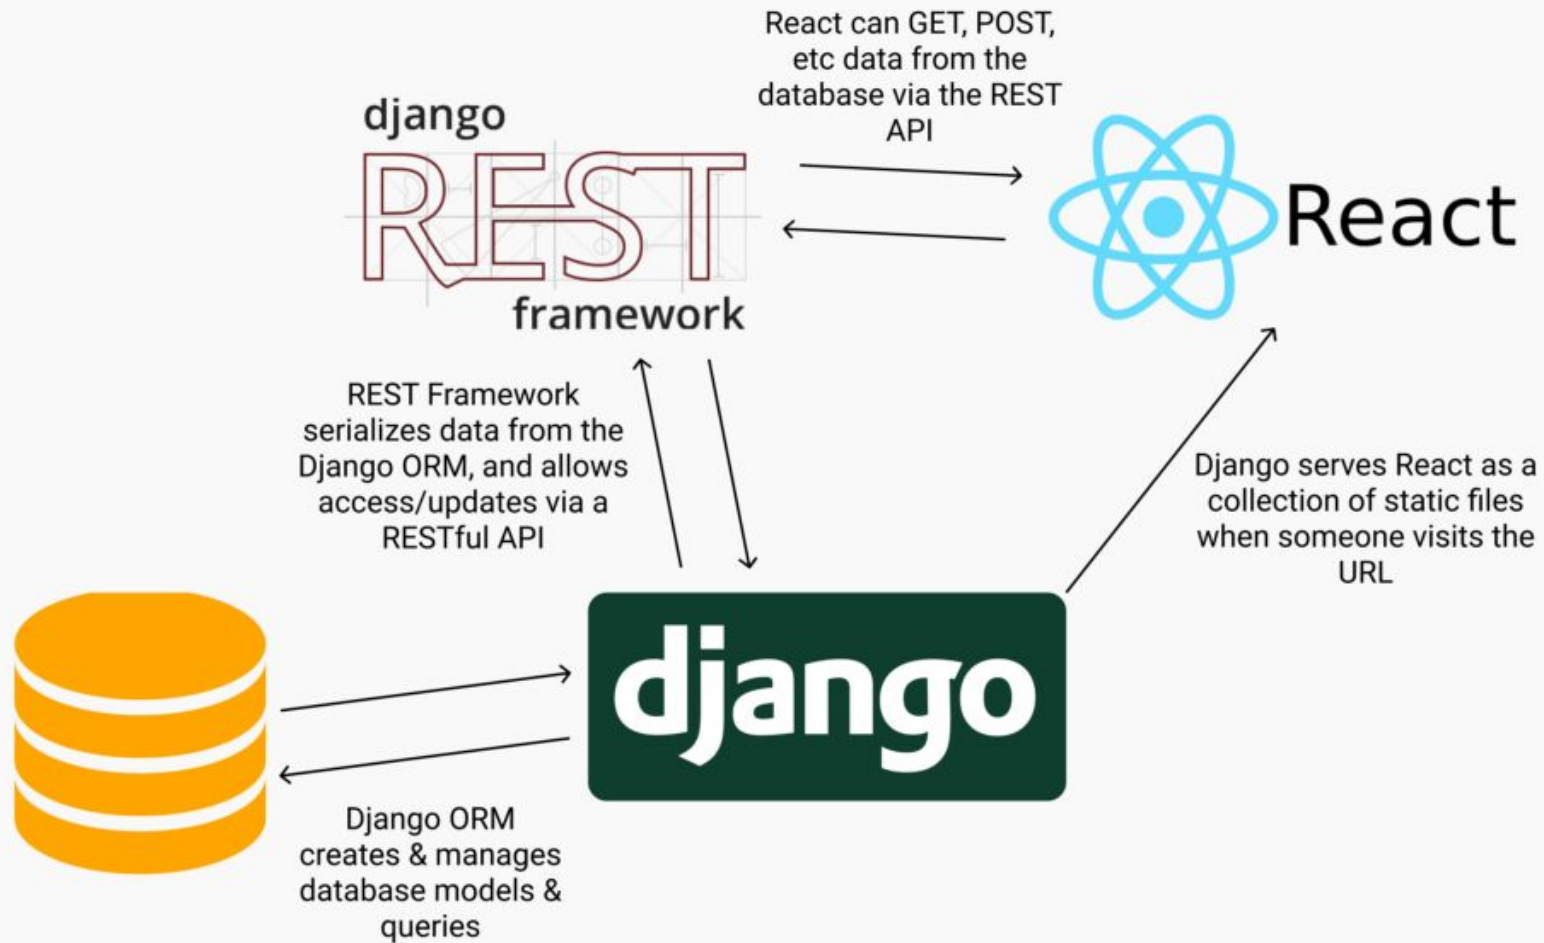 React can GET, POST,
etc data from the
database via the REST
API
django
REST
framework
React
REST Framework
serializes data from the
Django ORM, and allows
access/updates via a
RESTful API
Django serves React as a
collection of static files
when someone visits the
URL
django
Django ORM
creates & manages
database models &
queries